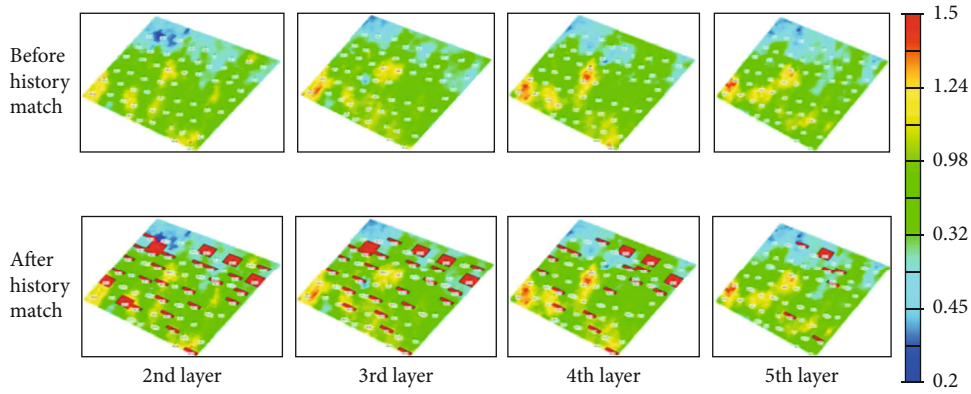 Before
history
match
After
history
match
2nd layer
3rd layer
4th layer
5th layer
1.5
1.24
0.98
0.32
0.45
0.2